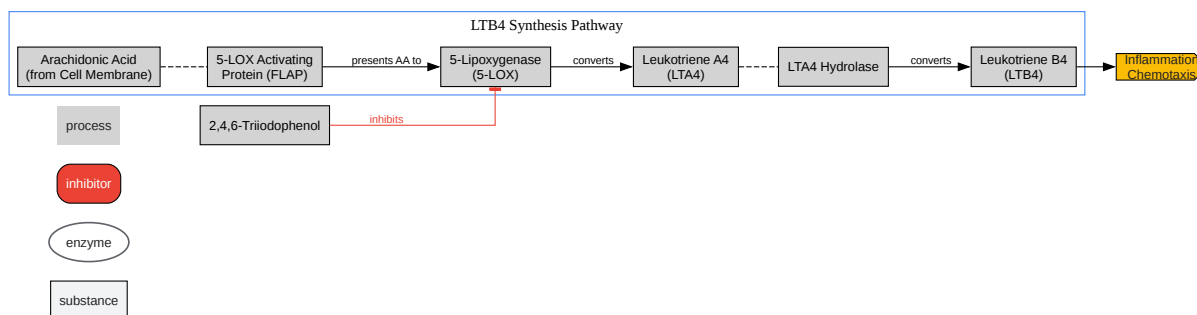 LTB4 Synthesis Pathway
Arachidonic Acid
(from Cell Membrane)
5-LOX Activating
Protein (FLAP)
presents AA to
5-Lipoxygenase
(5-LOX)
converts
Leukotriene A4
(LTA4)
LTA4 Hydrolase
converts
Leukotriene B4
(LTB4)
Inflammation
Chemotaxis
process
2,4,6-Triiodophenol
inhibits
inhibitor
enzyme
substance